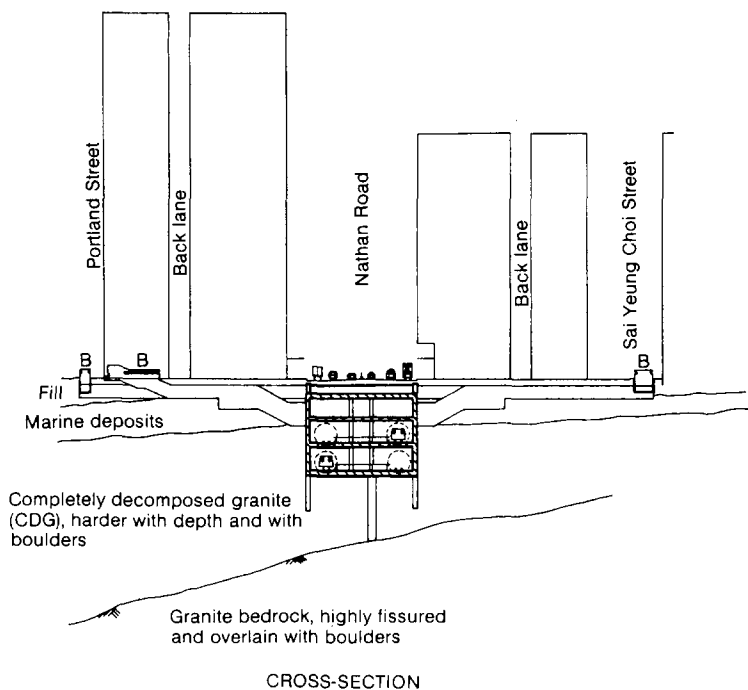 Portland Street
Back lane
Nathan Road
Back lane
Sai Yeung Choi Street
B
B
B
Fill
Marine deposits
Completely decomposed granite
(CDG), harder with depth and with
boulders
Granite bedrock, highly fissured
and overlain with boulders
CROSS-SECTION